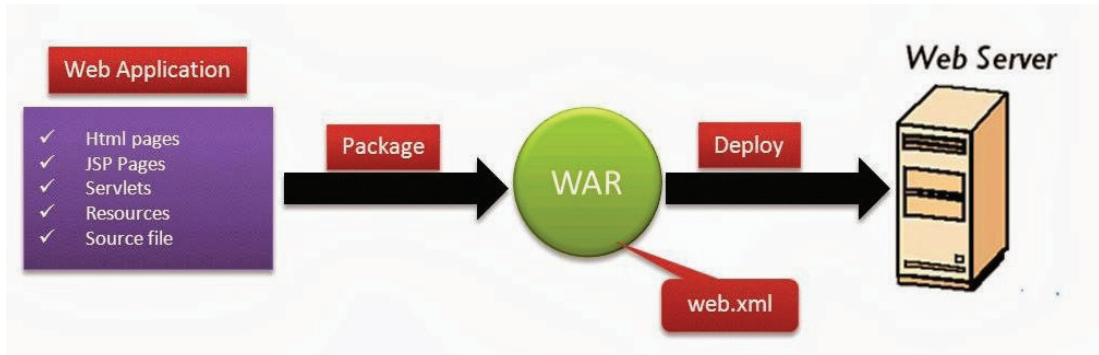 Web Application
✓ Html pages
✓ JSP Pages
✓ Servlets
✓ Resources
✓ Source file
Package
WAR
web.xml
Deploy
Web Server